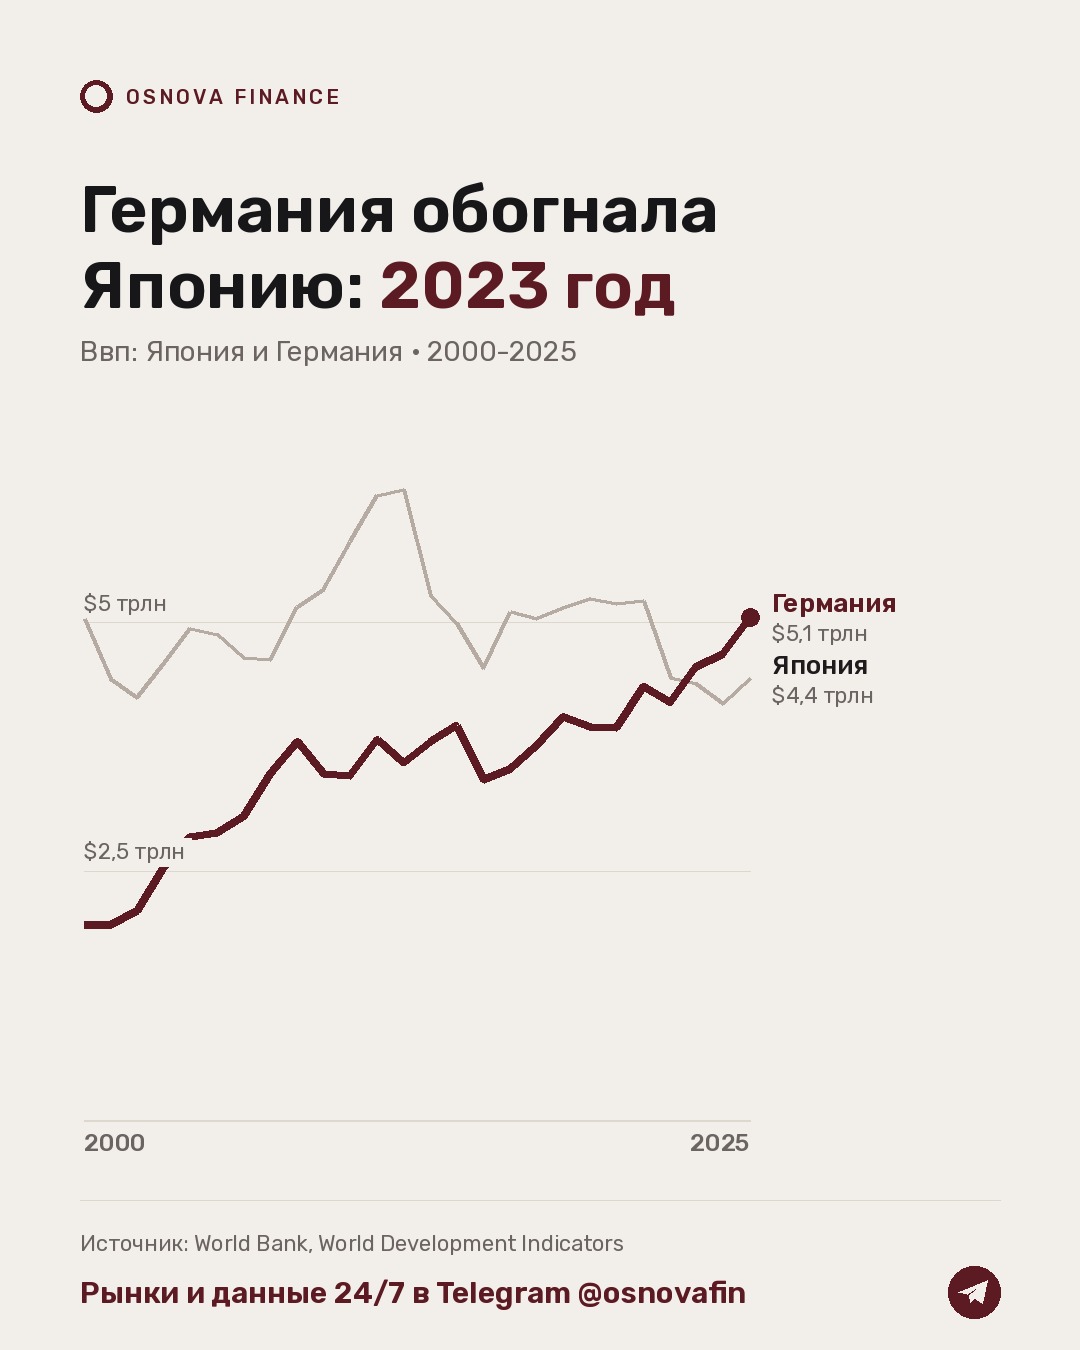 OSNOVA FINANCE
Германия обогнала
Японию: 2023 год
Ввп: Япония и Германия • 2000-2025
$5 трлн
Германия
$5,1 трлн
Япония
$4,4 трлн
$2,5 трлн
2000
2025
Источник: World Bank, World Development Indicators
Рынки и данные 24/7 в Telegram @osnovafin